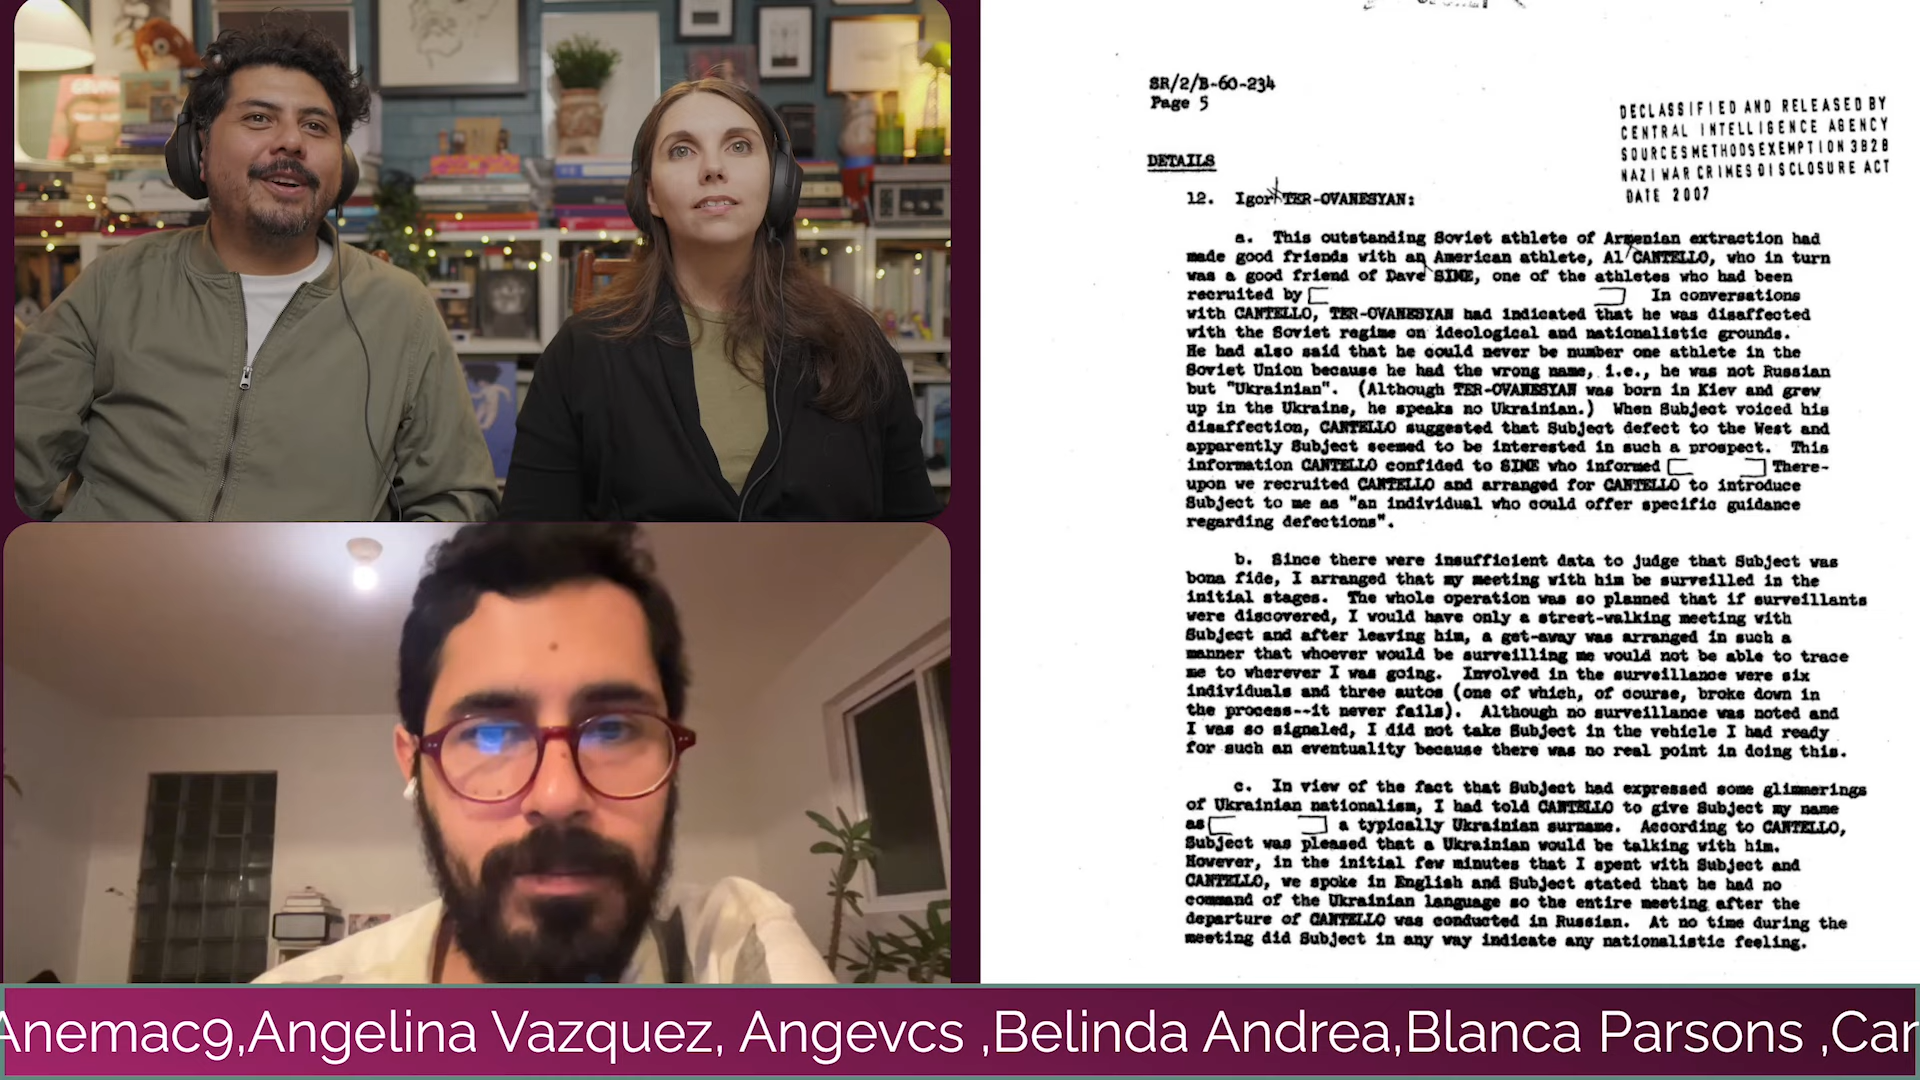 SR/2/B-60-234
Page 5
DECLASSIFIED AND RELEASED BY
CENTRAL INTELLIGENCE AGENCY
SOURCESMETHODSEXEMPTION 3B2B
NAZI WAR CRIMES DISCLOSURE ACT
DATE 2007
DETAILS
12. Igor TER-OVANESYAN:
a. This outstanding Soviet athlete of Armenian extraction had
made good friends with an American athlete, Al CANTELLO, who in turn
was a good friend of Dave SIME, one of the athletes who had been
recruited by [ ] In conversations
with CANTELLO, TER-OVANESYAN had indicated that he was disaffected
with the Soviet regime on ideological and nationalistic grounds.
He had also said that he could never be number one athlete in the
Soviet Union because he had the wrong name, i.e., he was not Russian
but "Ukrainian". (Although TER-OVANESYAN was born in Kiev and grew
up in the Ukraine, he speaks no Ukrainian.) When Subject voiced his
disaffection, CANTELLO suggested that Subject defect to the West and
apparently Subject seemed to be interested in such a prospect. This
information CANTELLO confided to SIME who informed [ ] There-
upon we recruited CANTELLO and arranged for CANTELLO to introduce
Subject to me as "an individual who could offer specific guidance
regarding defections".
b. Since there were insufficient data to judge that Subject was
bona fide, I arranged that my meeting with him be surveilled in the
initial stages. The whole operation was so planned that if surveillants
were discovered, I would have only a street-walking meeting with
Subject and after leaving him, a get-away was arranged in such a
manner that whoever would be surveilling me would not be able to trace
me to wherever I was going. Involved in the surveillance were six
individuals and three autos (one of which, of course, broke down in
the process--it never fails). Although no surveillance was noted and
I was so signaled, I did not take Subject in the vehicle I had ready
for such an eventuality because there was no real point in doing this.
c. In view of the fact that Subject had expressed some glimmerings
of Ukrainian nationalism, I had told CANTELLO to give Subject my name
as [ ] a typically Ukrainian surname. According to CANTELLO,
Subject was pleased that a Ukrainian would be talking with him.
However, in the initial few minutes that I spent with Subject and
CANTELLO, we spoke in English and Subject stated that he had no
command of the Ukrainian language so the entire meeting after the
departure of CANTELLO was conducted in Russian. At no time during the
meeting did Subject in any way indicate any nationalistic feeling.
Anemac9,Angelina Vazquez, Angevcs ,Belinda Andrea,Blanca Parsons ,Car